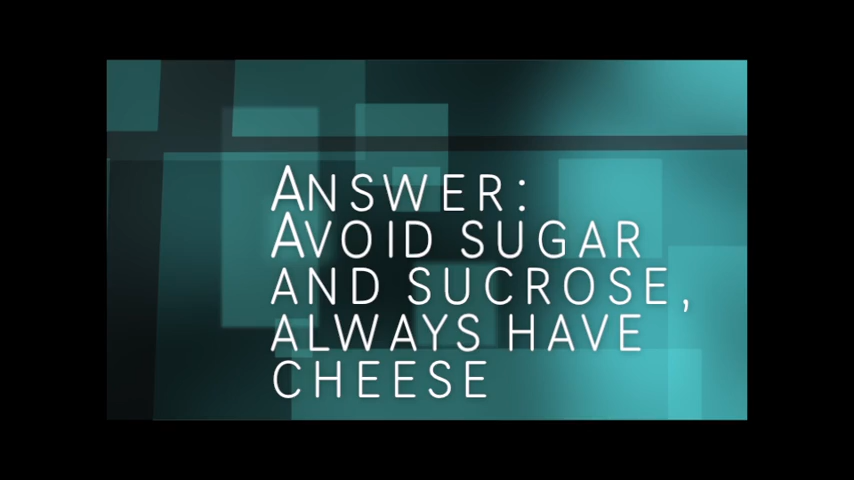 ANSWER:
AVOID SUGAR
AND SUCROSE,
ALWAYS HAVE
CHEESE